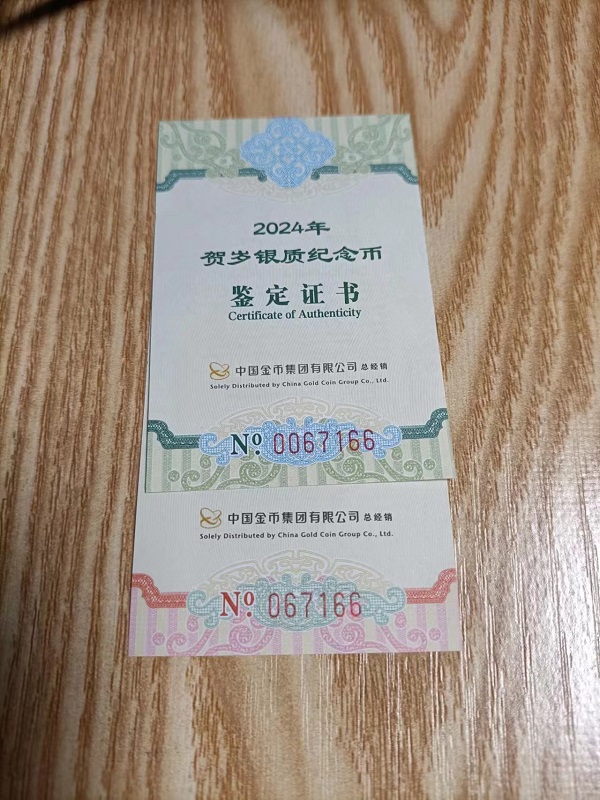 2024年
贺岁银质纪念币
鉴定证书
Certificate of Authenticity
中国金币集团有限公司 总经销
Solely Distributed by China Gold Coin Group Co., Ltd.
Nº 0067166
中国金币集团有限公司 总经销
Solely Distributed by China Gold Coin Group Co., Ltd.
Nº 067166